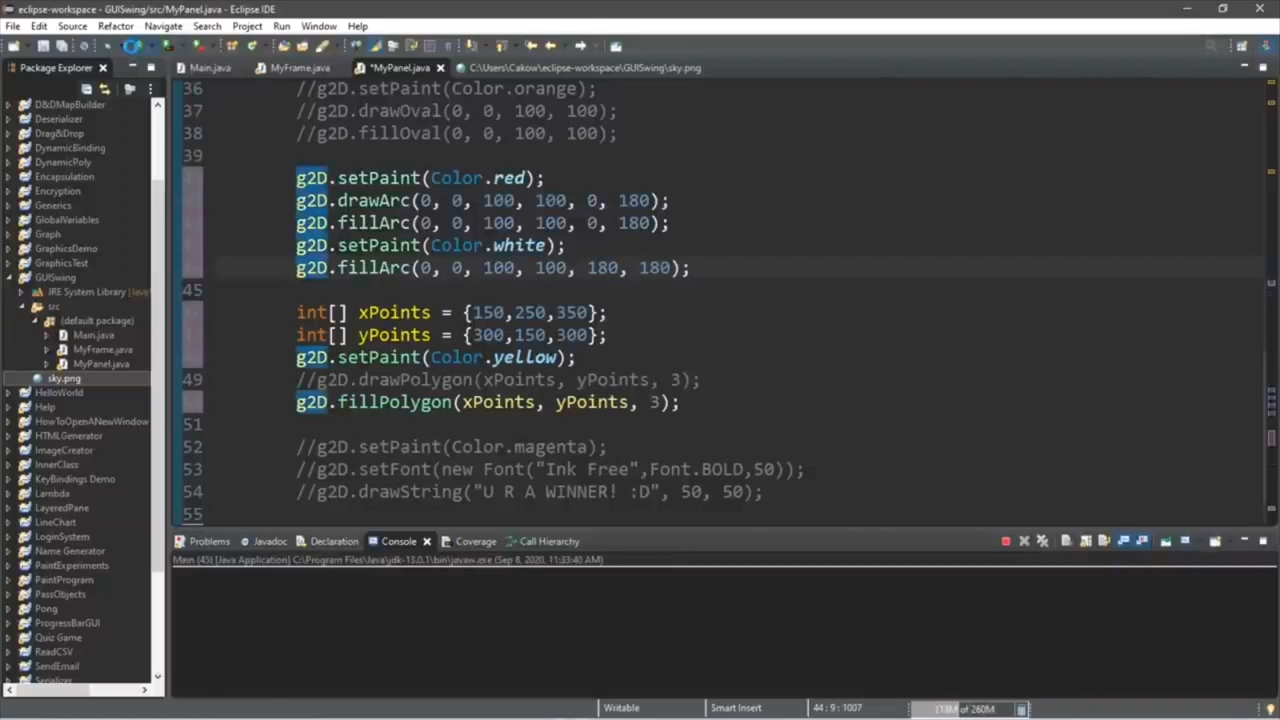 eclipse-workspace - GUISwing/src/MyPanel.java - Eclipse IDE
File Edit Source Refactor Navigate Search Project Run Window Help
Package Explorer
Main.java MyFrame.java *MyPanel.java C:\Users\Cakow\eclipse-workspace\GUISwing\sky.png
D&DMapBuilder
Deserializer
Drag&Drop
DynamicBinding
DynamicPoly
Encapsulation
Encryption
Generics
GlobalVariables
Graph
GraphicsDemo
GraphicsTest
GUISwing
JRE System Library [Java
src
(default package)
Main.java
MyFrame.java
MyPanel.java
sky.png
HelloWorld
Help
HowToOpenANewWindow
HTMLGenerator
ImageCreator
InnerClass
KeyBindings Demo
Lambda
LayeredPane
LineChart
LoginSystem
Name Generator
PaintExperiments
PaintProgram
PassObjects
Pong
ProgressBarGUI
Quiz Game
ReadCSV
SendEmail
Serializer
36 //g2D.setPaint(Color.orange);
37 //g2D.drawOval(0, 0, 100, 100);
38 //g2D.fillOval(0, 0, 100, 100);
39
g2D.setPaint(Color.red);
g2D.drawArc(0, 0, 100, 100, 0, 180);
g2D.fillArc(0, 0, 100, 100, 0, 180);
g2D.setPaint(Color.white);
g2D.fillArc(0, 0, 100, 100, 180, 180);
45
int[] xPoints = {150,250,350};
int[] yPoints = {300,150,300};
g2D.setPaint(Color.yellow);
49 //g2D.drawPolygon(xPoints, yPoints, 3);
g2D.fillPolygon(xPoints, yPoints, 3);
51
52 //g2D.setPaint(Color.magenta);
53 //g2D.setFont(new Font("Ink Free",Font.BOLD,50));
54 //g2D.drawString("U R A WINNER! :D", 50, 50);
55
Problems Javadoc Declaration Console Coverage Call Hierarchy
Main (43) [Java Application] C:\Program Files\Java\jdk-13.0.1\bin\javaw.exe (Sep 8, 2020, 11:33:40 AM)
Writable Smart Insert 44 : 9 : 1007 of 260M